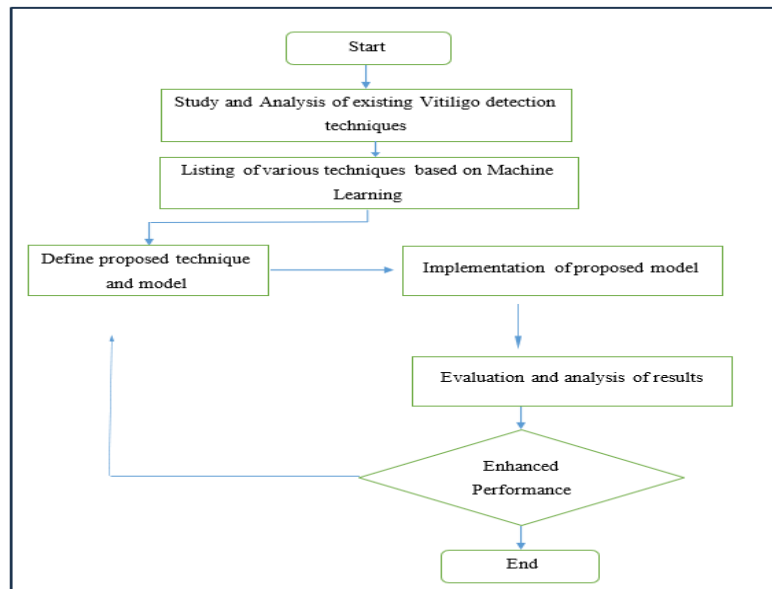 Start
Study and Analysis of existing Vitiligo detection
techniques
Listing of various techniques based on Machine
Learning
Define proposed technique
and model
Implementation of proposed model
Evaluation and analysis of results
Enhanced
Performance
End